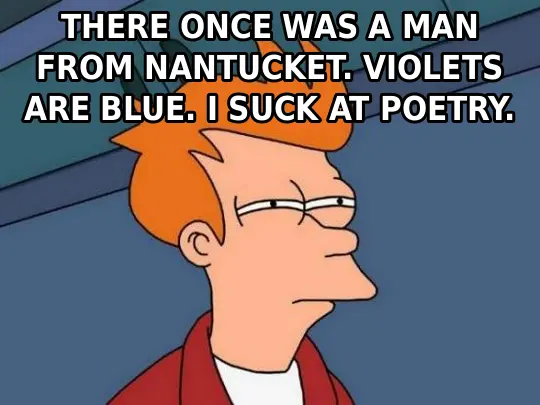 THERE ONCE WAS A MAN
FROM NANTUCKET. VIOLETS
ARE BLUE. I SUCK AT POETRY.